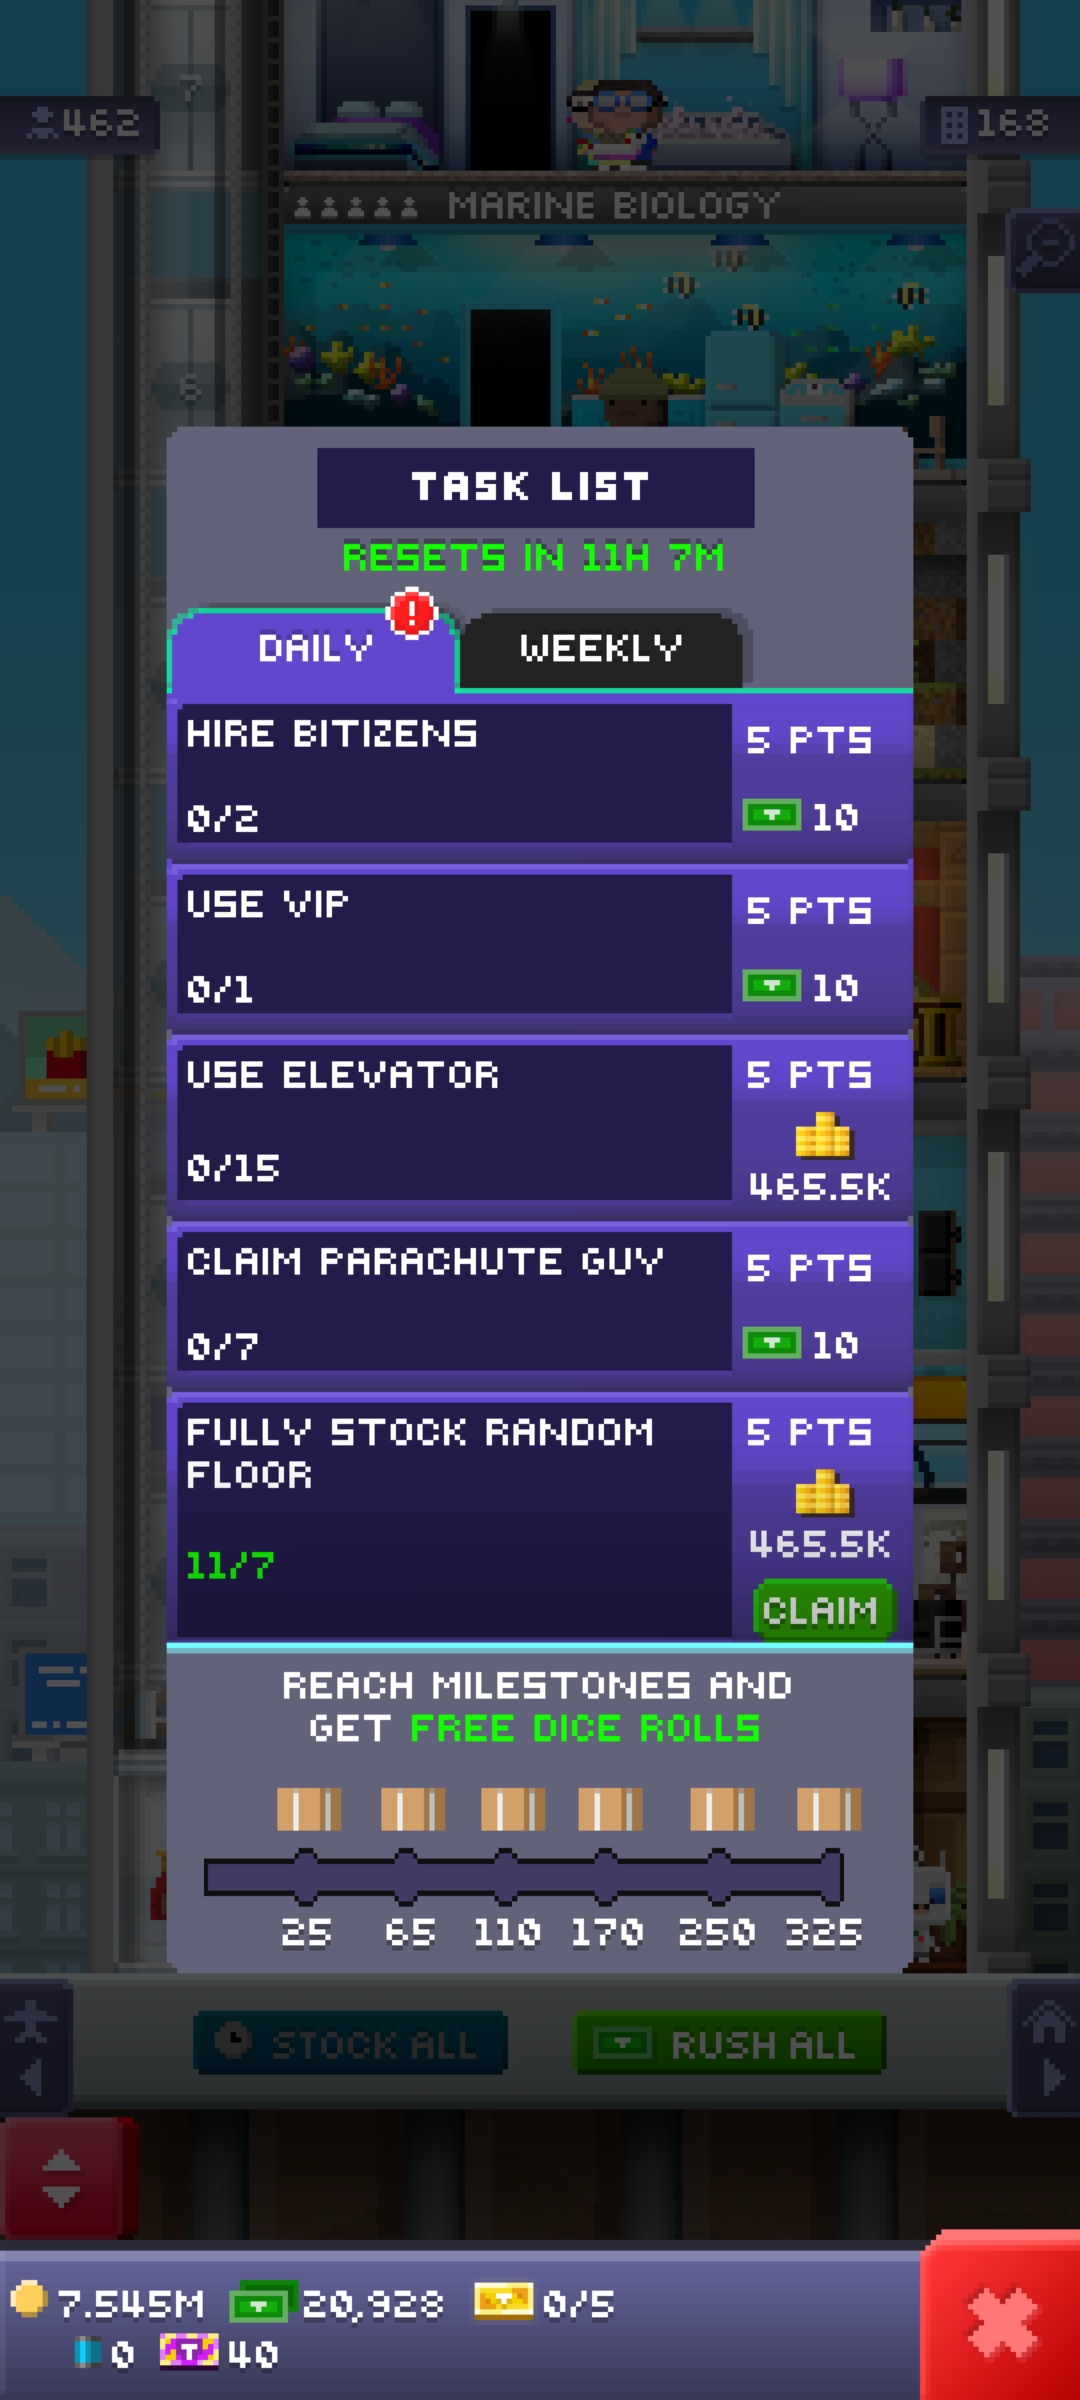 7
462
168
MARINE BIOLOGY
6
TASK LIST
RESETS IN 11H 7M
DAILY
!
WEEKLY
HIRE BITIZENS
5 PTS
0/2
10
USE VIP
5 PTS
0/1
10
USE ELEVATOR
5 PTS
0/15
465.5K
CLAIM PARACHUTE GUY
5 PTS
0/7
10
FULLY STOCK RANDOM
FLOOR
5 PTS
465.5K
11/7
CLAIM
REACH MILESTONES AND
GET FREE DICE ROLLS
25 65 110 170 250 325
STOCK ALL
RUSH ALL
7.545M 20,928 0/5
0 40